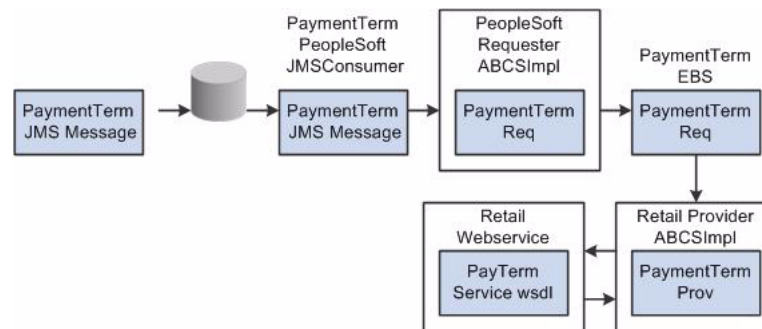 PaymentTerm
JMS Message
PaymentTerm
PeopleSoft
JMSConsumer
PaymentTerm
JMS Message
PeopleSoft
Requester
ABCSImpl
PaymentTerm
Req
PaymentTerm
EBS
PaymentTerm
Req
Retail
Webservice
PayTerm
Service wsdl
Retail Provider
ABCSImpl
PaymentTerm
Prov